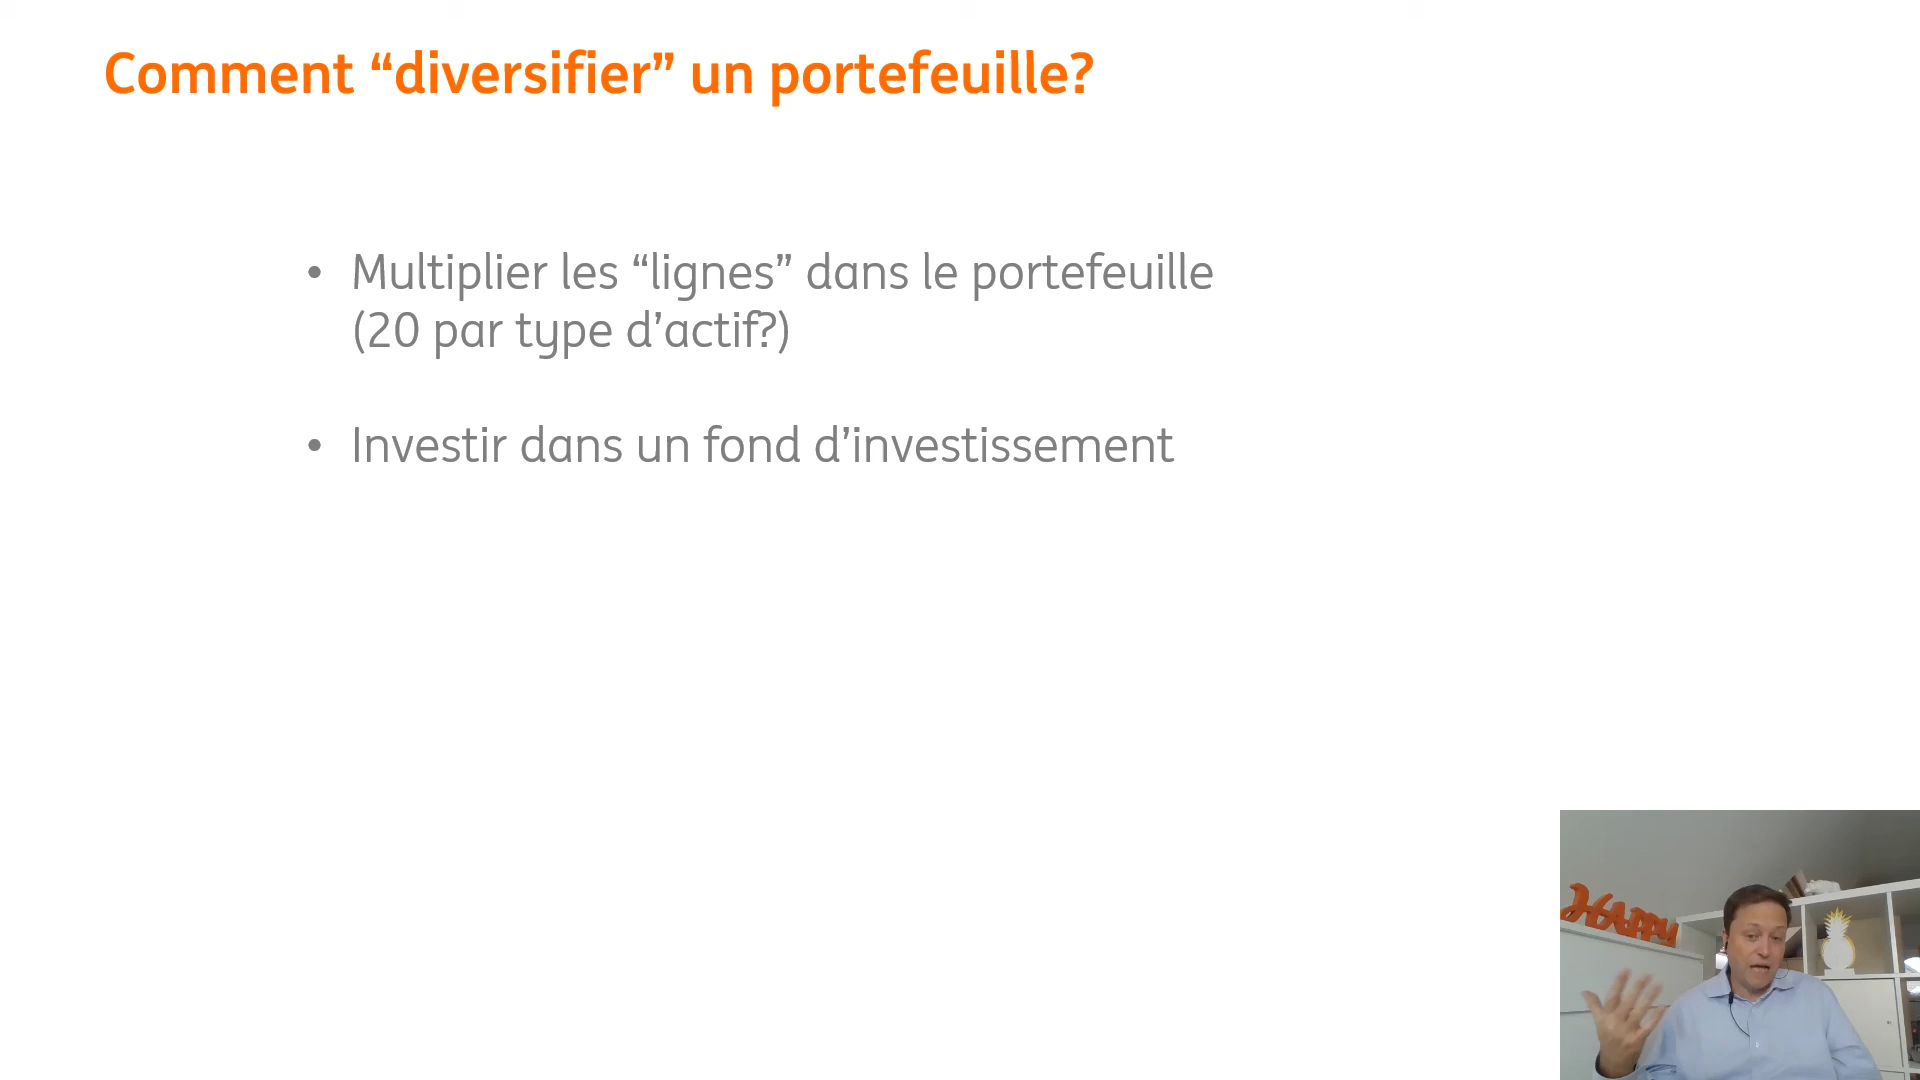 Comment “diversifier” un portefeuille?
• Multiplier les “lignes” dans le portefeuille
(20 par type d’actif?)
• Investir dans un fond d’investissement
HAPPY